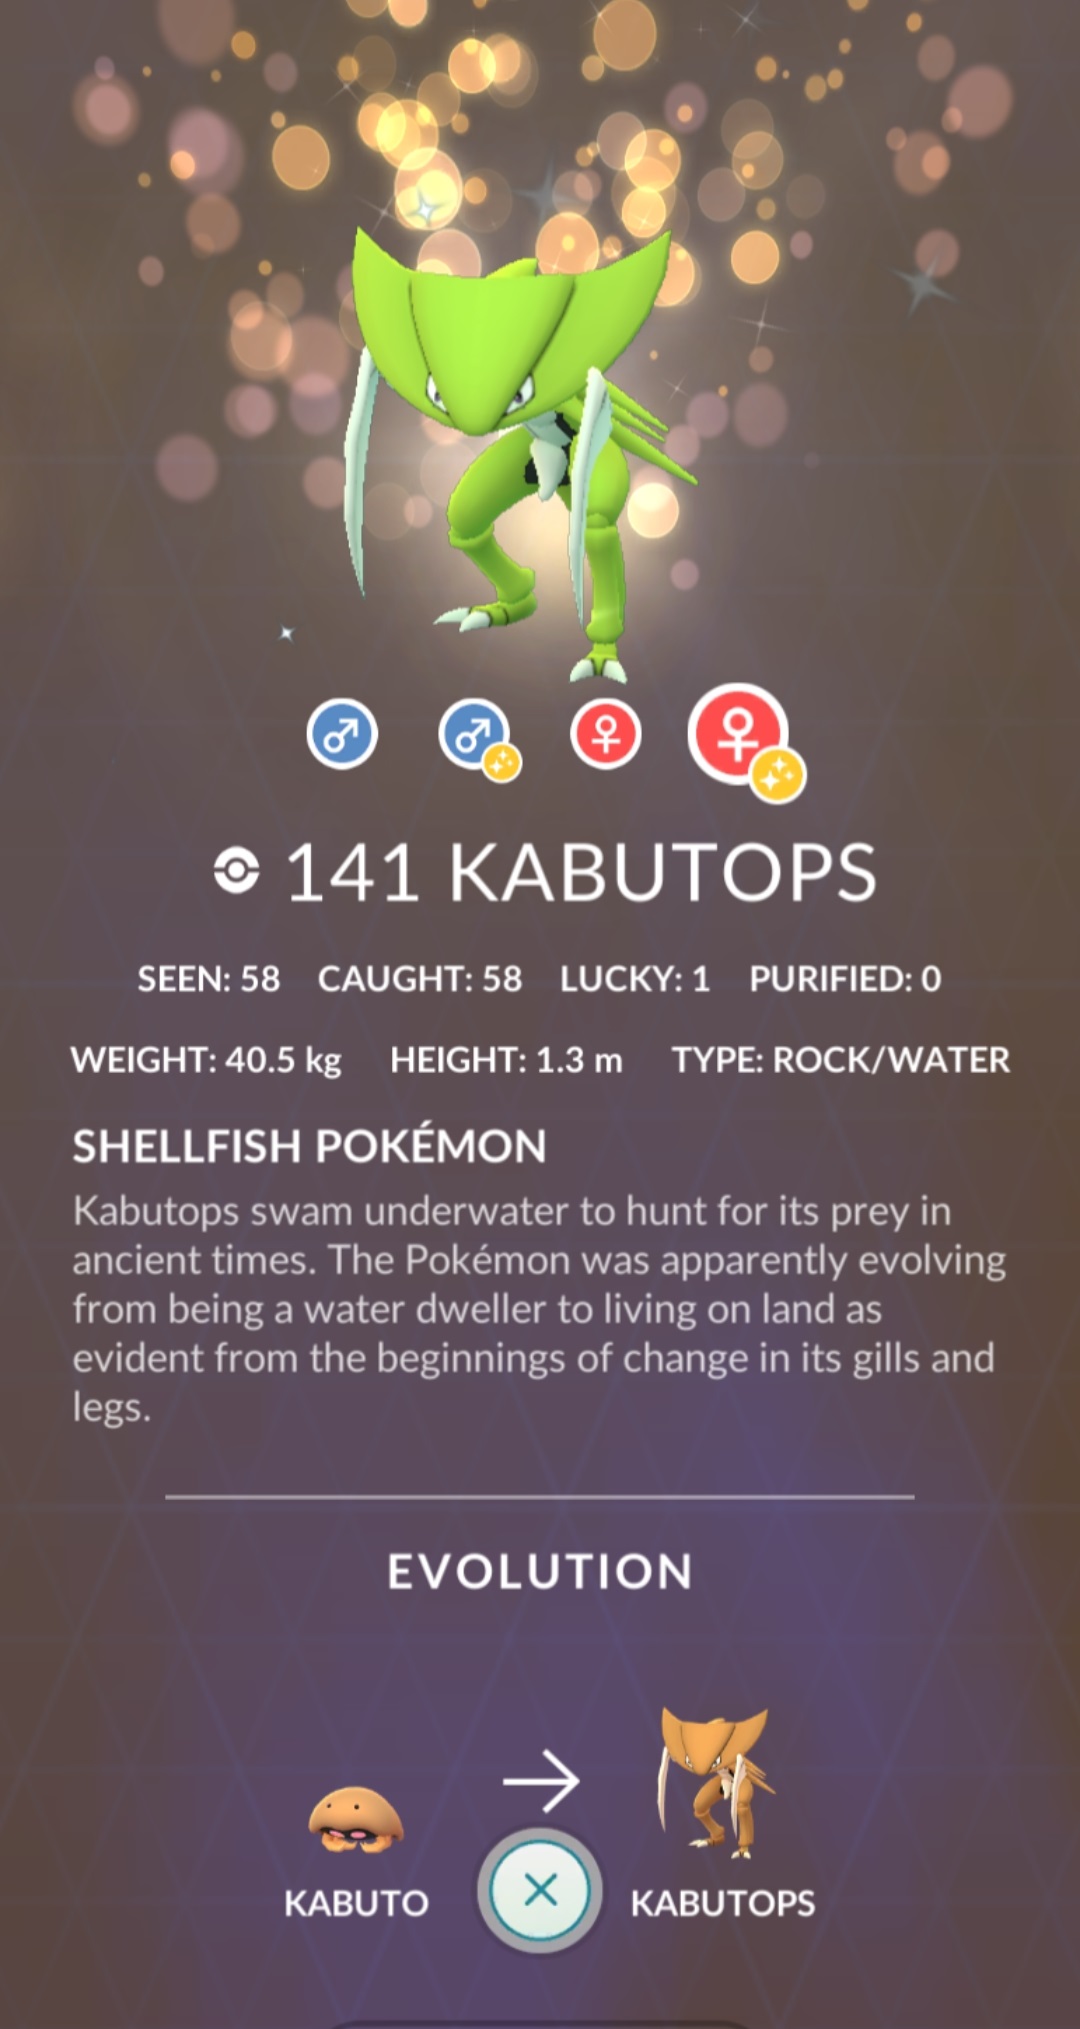 141 KABUTOPS
SEEN: 58 CAUGHT: 58 LUCKY: 1 PURIFIED: 0
WEIGHT: 40.5 kg HEIGHT: 1.3 m TYPE: ROCK/WATER
SHELLFISH POKÉMON
Kabutops swam underwater to hunt for its prey in
ancient times. The Pokémon was apparently evolving
from being a water dweller to living on land as
evident from the beginnings of change in its gills and
legs.
EVOLUTION
KABUTO KABUTOPS